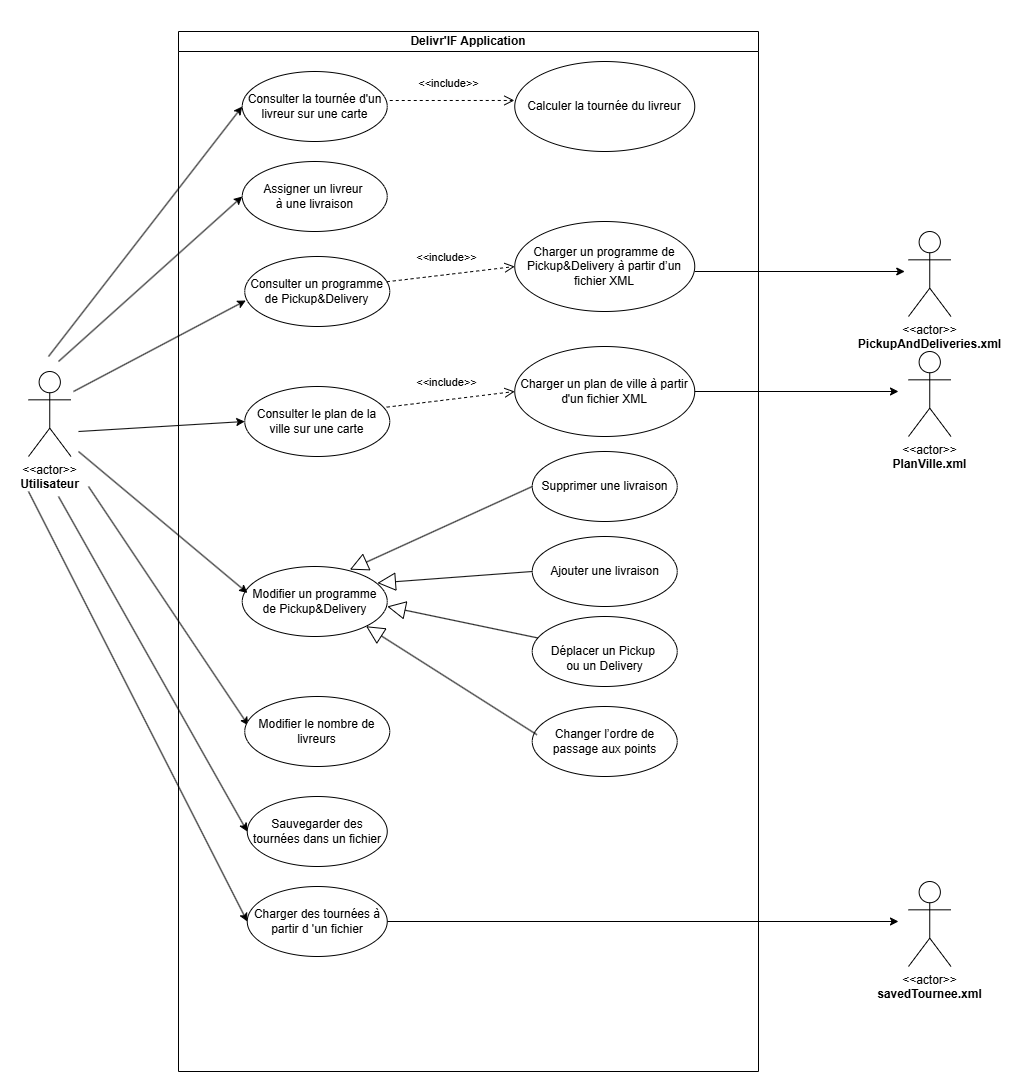 Delivr'IF Application
Consulter la tournée d'un
livreur sur une carte
<<include>>
Calculer la tournée du livreur
Assigner un livreur
à une livraison
Consulter un programme
de Pickup&Delivery
<<include>>
Charger un programme de
Pickup&Delivery à partir d'un
fichier XML
<<actor>>
PickupAndDeliveries.xml
Consulter le plan de la
ville sur une carte
<<include>>
Charger un plan de ville à partir
d'un fichier XML
<<actor>>
PlanVille.xml
<<actor>>
Utilisateur
Supprimer une livraison
Ajouter une livraison
Modifier un programme
de Pickup&Delivery
Déplacer un Pickup
ou un Delivery
Changer l'ordre de
passage aux points
Modifier le nombre de
livreurs
Sauvegarder des
tournées dans un fichier
Charger des tournées à
partir d 'un fichier
<<actor>>
savedTournee.xml